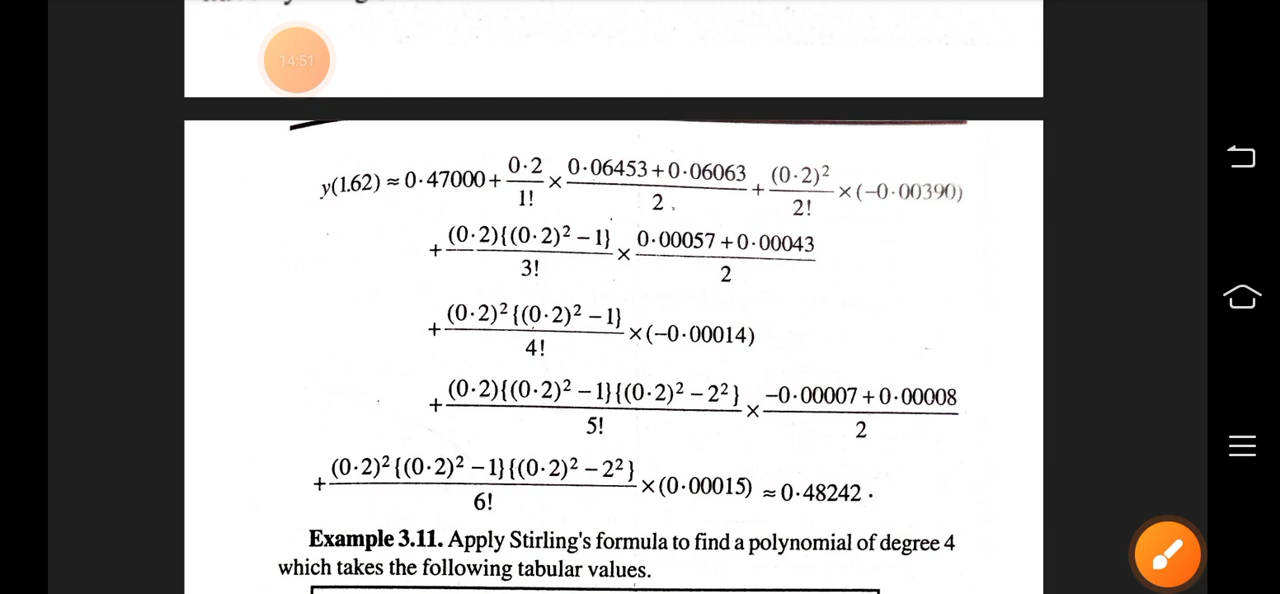 14:51
y(1.62) ≈ 0·47000 + 0·2/1! × (0·06453 + 0·06063)/2 + (0·2)²/2! × (−0·00390)
+ (0·2){(0·2)² − 1}/3! × (0·00057 + 0·00043)/2
+ (0·2)²{(0·2)² − 1}/4! × (−0·00014)
+ (0·2){(0·2)² − 1}{(0·2)² − 2²}/5! × (−0·00007 + 0·00008)/2
+ (0·2)²{(0·2)² − 1}{(0·2)² − 2²}/6! × (0·00015) ≈ 0·48242 ·
Example 3.11. Apply Stirling's formula to find a polynomial of degree 4
which takes the following tabular values.